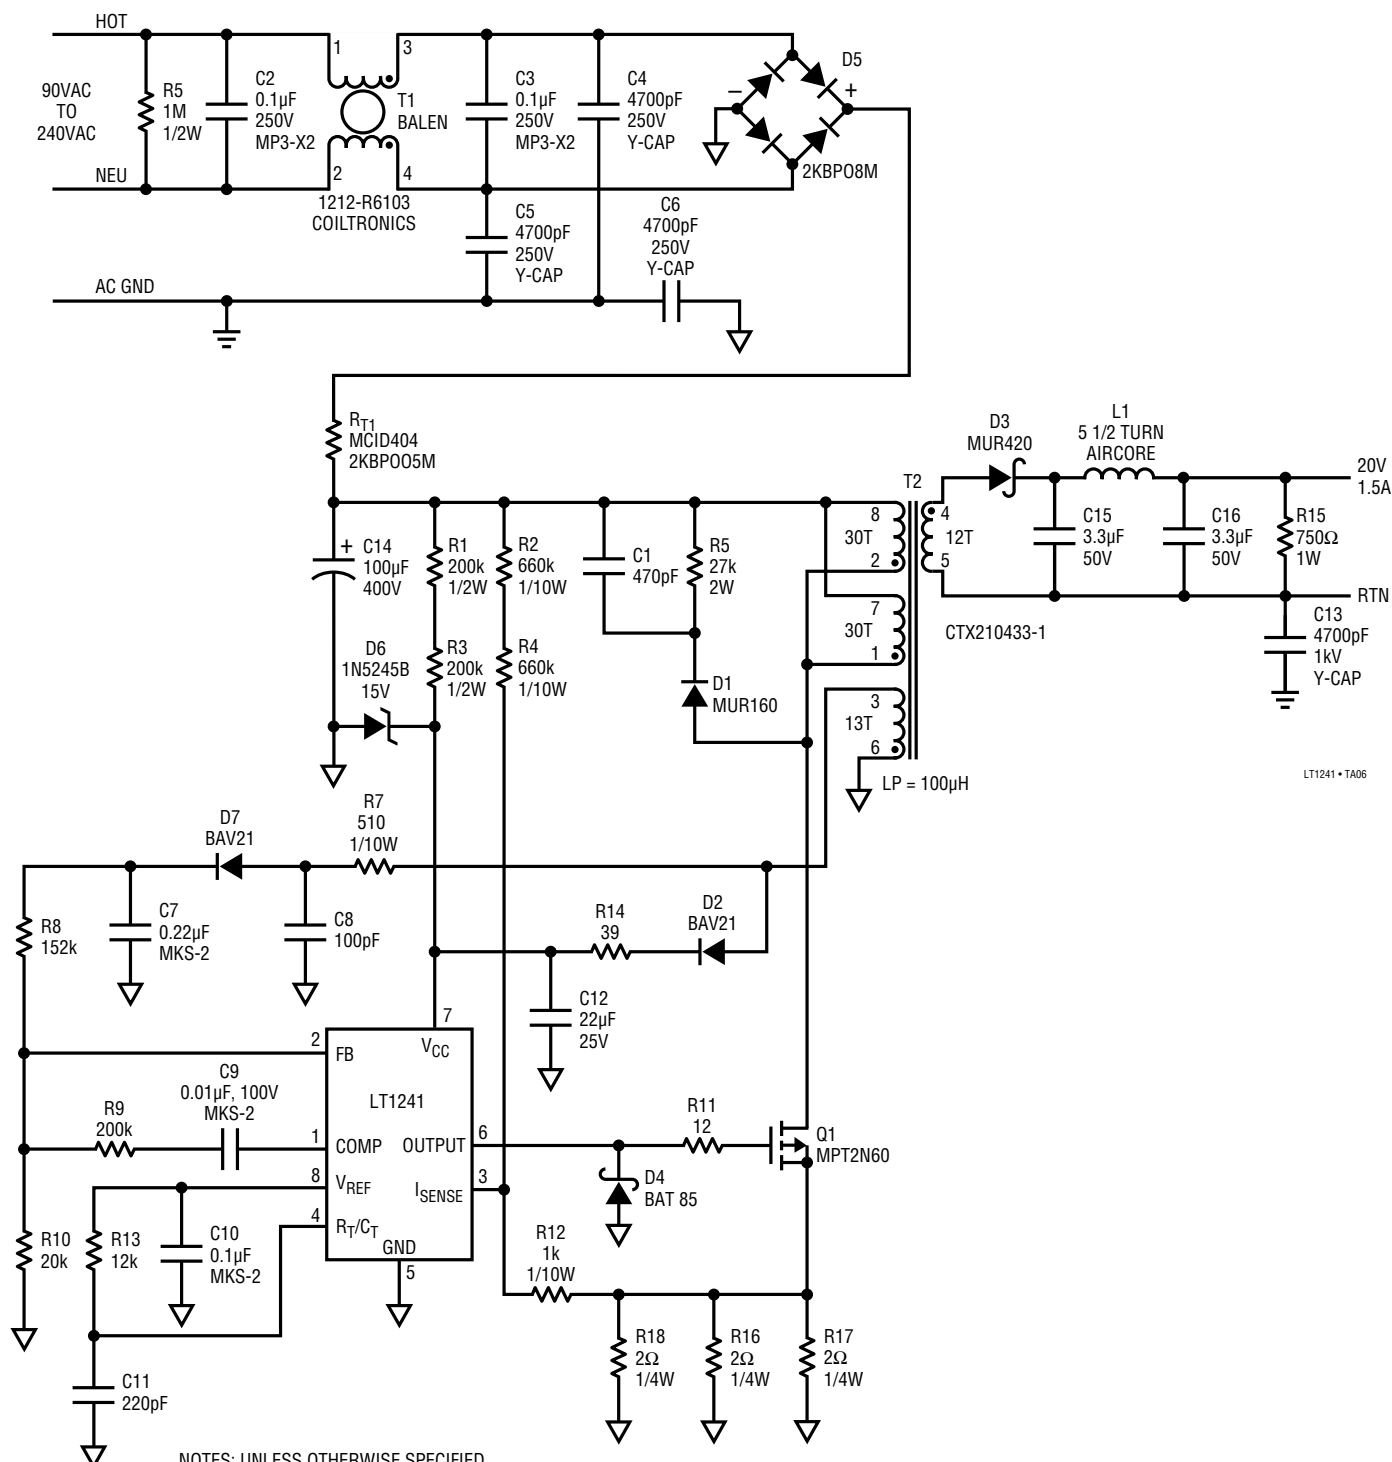 HOT
90VAC
TO
240VAC
R5
1M
1/2W
C2
0.1µF
250V
MP3-X2
1
3
T1
BALEN
2
4
1212-R6103
COILTRONICS
C3
0.1µF
250V
MP3-X2
C4
4700pF
250V
Y-CAP
D5
–
+
2KBPO8M
NEU
C5
4700pF
250V
Y-CAP
C6
4700pF
250V
Y-CAP
AC GND
RT1
MCID404
2KBPOO5M
+
C14
100µF
400V
R1
200k
1/2W
R2
660k
1/10W
C1
470pF
R5
27k
2W
T2
8
30T
2
7
30T
1
3
13T
6
4
12T
5
CTX210433-1
LP = 100µH
D3
MUR420
L1
5 1/2 TURN
AIRCORE
20V
1.5A
C15
3.3µF
50V
C16
3.3µF
50V
R15
750Ω
1W
RTN
C13
4700pF
1kV
Y-CAP
D6
1N5245B
15V
R3
200k
1/2W
R4
660k
1/10W
D1
MUR160
LT1241 • TA06
D7
BAV21
R7
510
1/10W
R8
152k
C7
0.22µF
MKS-2
C8
100pF
R14
39
D2
BAV21
C12
22µF
25V
7
VCC
2
FB
LT1241
C9
0.01µF, 100V
MKS-2
R9
200k
1
COMP
OUTPUT
6
8
VREF
ISENSE
3
4
RT/CT
GND
5
R11
12
Q1
MPT2N60
D4
BAT 85
R10
20k
R13
12k
C10
0.1µF
MKS-2
R12
1k
1/10W
R18
2Ω
1/4W
R16
2Ω
1/4W
R17
2Ω
1/4W
C11
220pF
NOTES: UNLESS OTHERWISE SPECIFIED